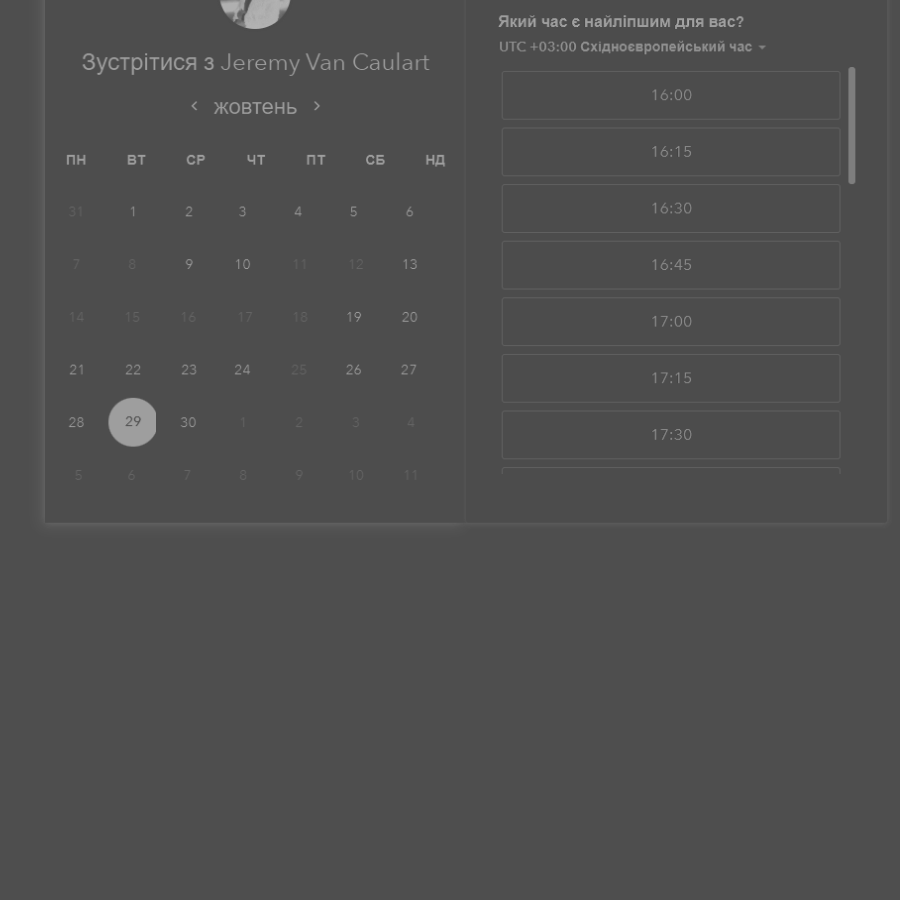 Зустрітися з Jeremy Van Caulart
жовтень
ПН ВТ СР ЧТ ПТ СБ НД
31 1 2 3 4 5 6
7 8 9 10 11 12 13
14 15 16 17 18 19 20
21 22 23 24 25 26 27
28 29 30 1 2 3 4
5 6 7 8 9 10 11
Який час є найліпшим для вас?
UTC +03:00 Східноєвропейський час
16:00
16:15
16:30
16:45
17:00
17:15
17:30